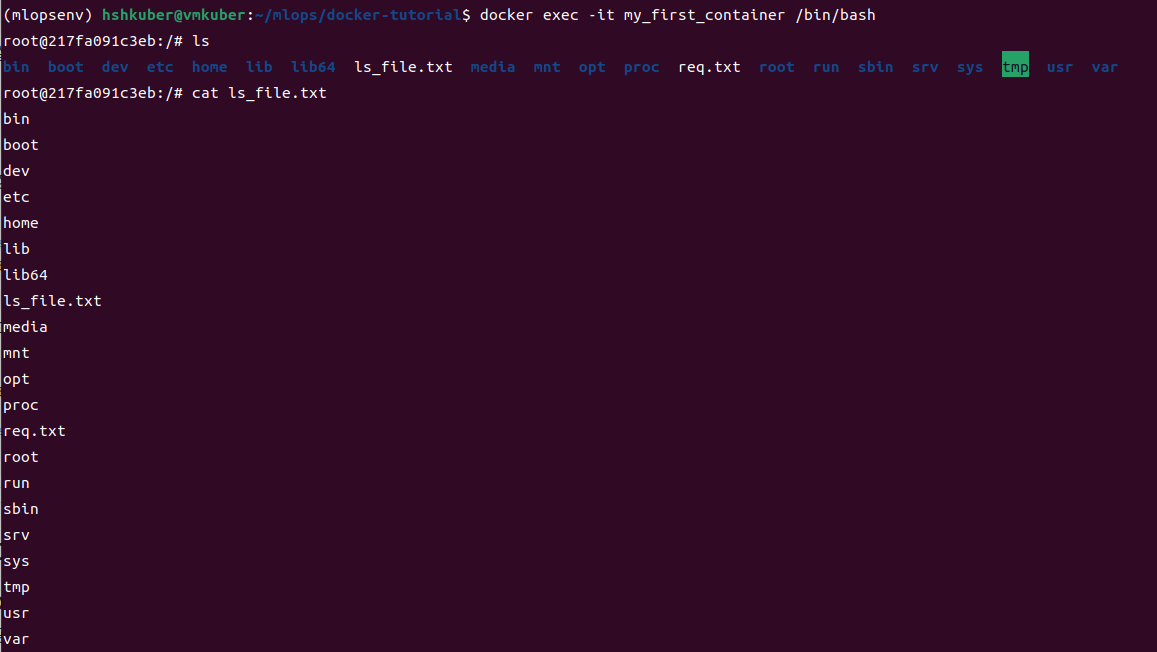 (mlopsenv) hshkuber@vmkuber:~/mlops/docker-tutorial$ docker exec -it my_first_container /bin/bash
root@217fa091c3eb:/# ls
bin  boot  dev  etc  home  lib  lib64  ls_file.txt  media  mnt  opt  proc  req.txt  root  run  sbin  srv  sys  tmp  usr  var
root@217fa091c3eb:/# cat ls_file.txt
bin
boot
dev
etc
home
lib
lib64
ls_file.txt
media
mnt
opt
proc
req.txt
root
run
sbin
srv
sys
tmp
usr
var